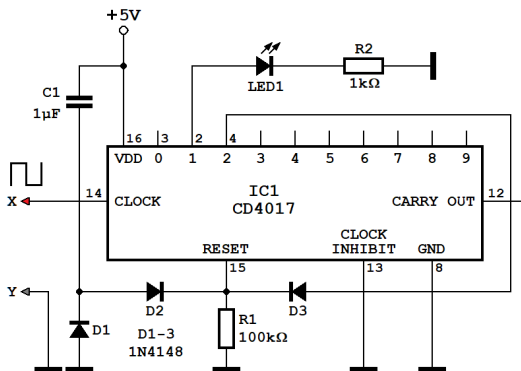 +5V
C1
1μF
LED1
R2
1kΩ
16
3
2
4
VDD
0
1
2
3
4
5
6
7
8
9
X
14
CLOCK
IC1
CD4017
CARRY OUT
12
RESET
CLOCK
INHIBIT
GND
15
13
8
Y
D1
D2
D3
D1-3
1N4148
R1
100kΩ